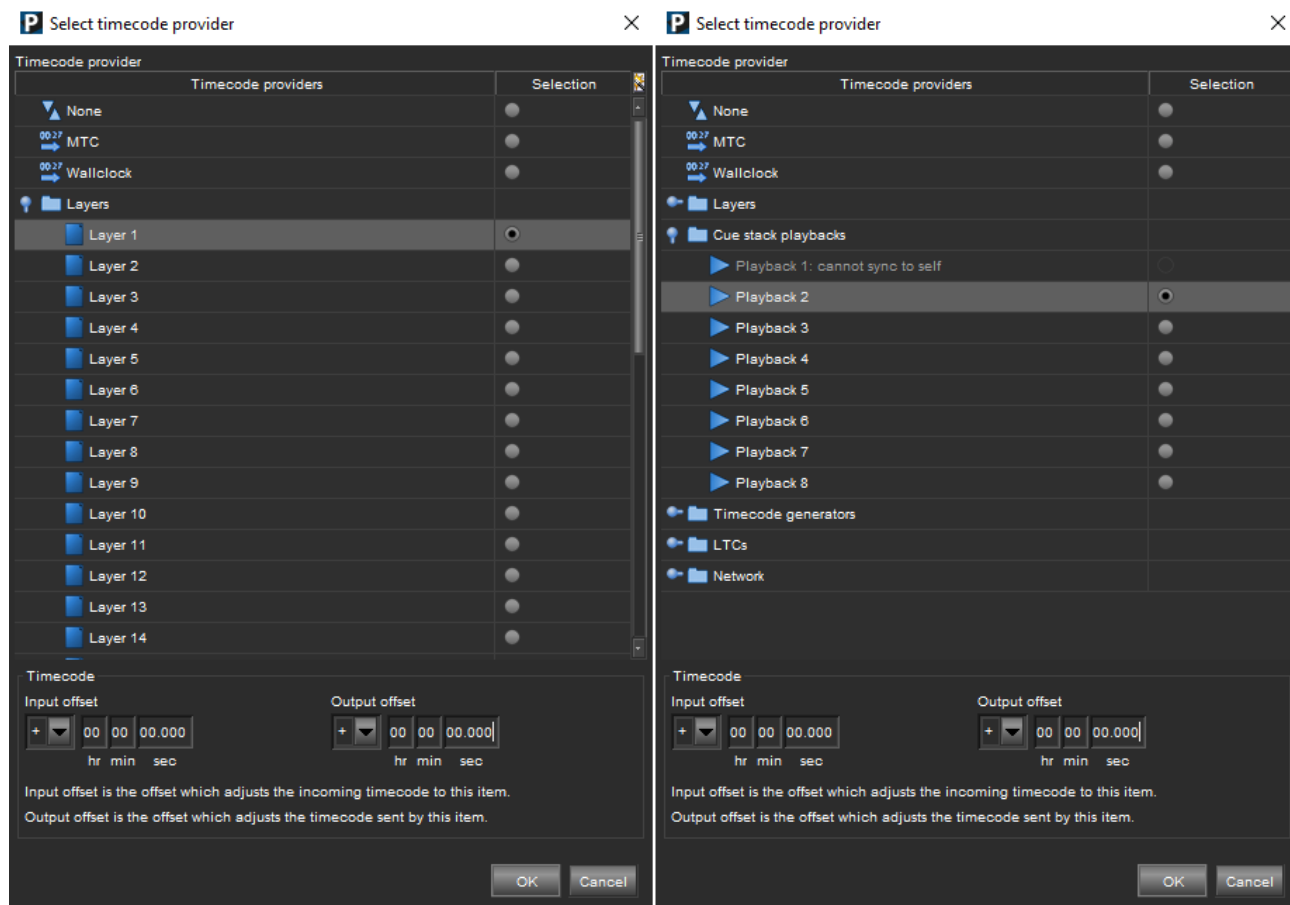 Select timecode provider
Timecode provider
Timecode providers Selection
None
00:27 MTC
00:27 Wallclock
Layers
Layer 1
Layer 2
Layer 3
Layer 4
Layer 5
Layer 6
Layer 7
Layer 8
Layer 9
Layer 10
Layer 11
Layer 12
Layer 13
Layer 14
Timecode
Input offset Output offset
+ 00 00 00.000 + 00 00 00.000
hr min sec hr min sec
Input offset is the offset which adjusts the incoming timecode to this item.
Output offset is the offset which adjusts the timecode sent by this item.
OK Cancel
P Select timecode provider
Timecode provider
Timecode providers Selection
None
00:27 MTC
00:27 Wallclock
Layers
Cue stack playbacks
Playback 1: cannot sync to self
Playback 2
Playback 3
Playback 4
Playback 5
Playback 6
Playback 7
Playback 8
Timecode generators
LTCs
Network
Timecode
Input offset Output offset
+ 00 00 00.000 + 00 00 00.000
hr min sec hr min sec
Input offset is the offset which adjusts the incoming timecode to this item.
Output offset is the offset which adjusts the timecode sent by this item.
OK Cancel